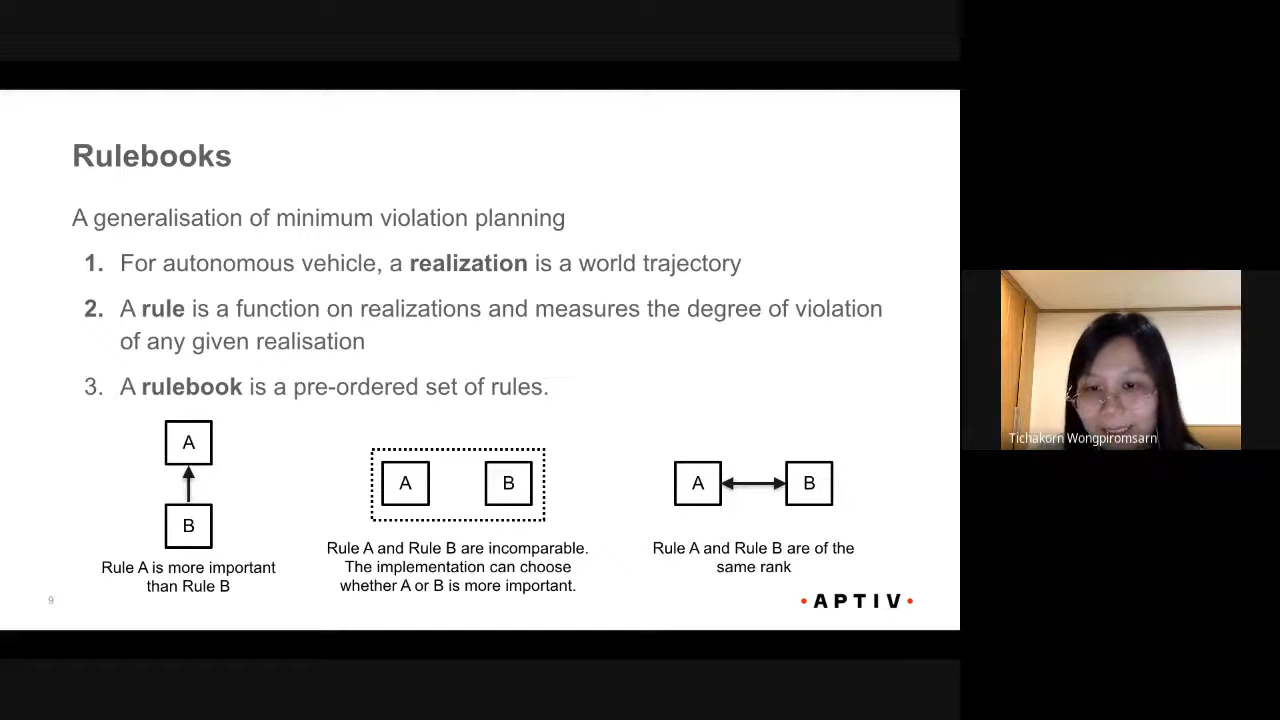 Rulebooks
A generalisation of minimum violation planning
1. For autonomous vehicle, a realization is a world trajectory
2. A rule is a function on realizations and measures the degree of violation
of any given realisation
3. A rulebook is a pre-ordered set of rules.
A
B
Rule A is more important
than Rule B
A B
Rule A and Rule B are incomparable.
The implementation can choose
whether A or B is more important.
A B
Rule A and Rule B are of the
same rank
9
• APTIV •
Tichakorn Wongpiromsarn